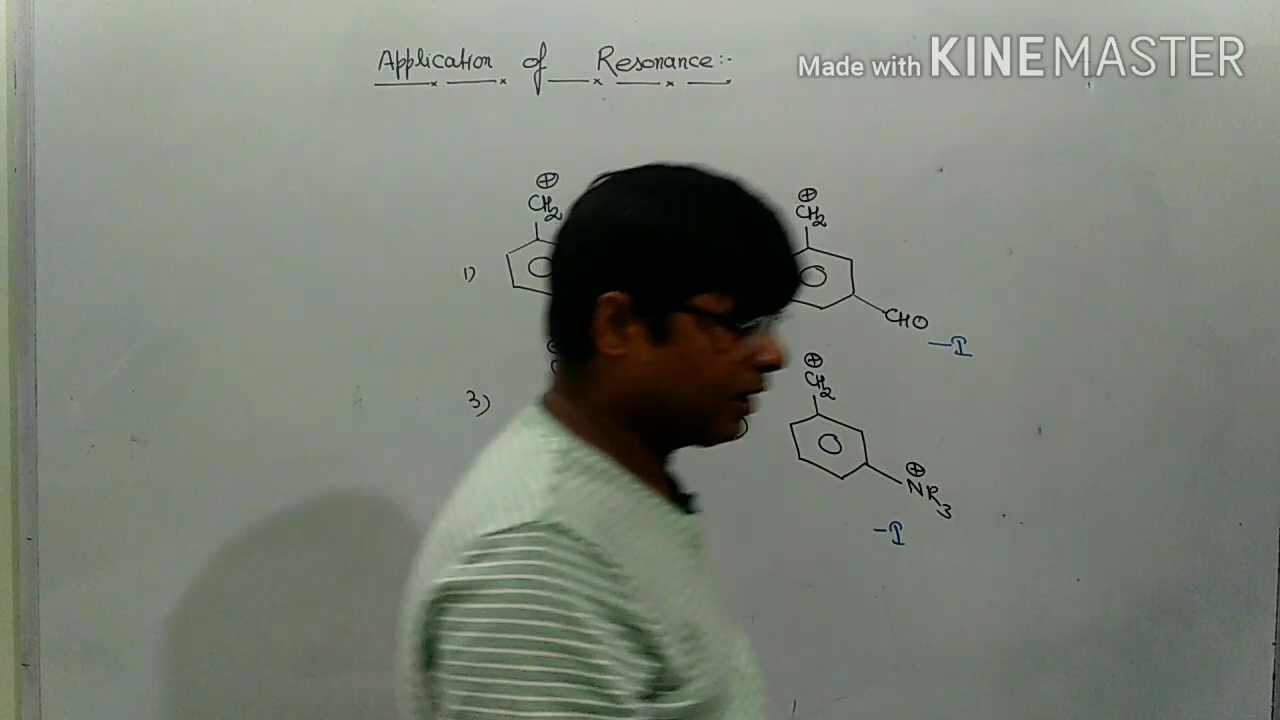 Application of Resonance:-
Made with KINEMASTER
⊕ ⊕
CH2 CH2
1)
CHO
-I
⊕
CH2
3)
⊕
NR3
-I